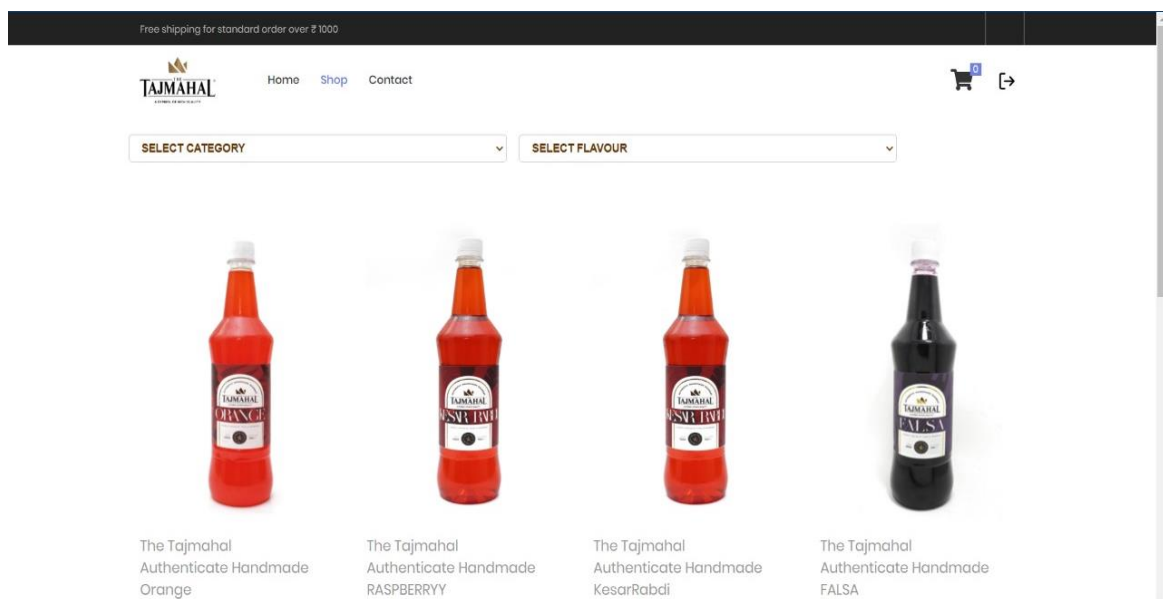 Free shipping for standard order over ₹ 1000
THE
TAJMAHAL
Home Shop Contact
0
SELECT CATEGORY
SELECT FLAVOUR
TAJMAHAL
ORANGE
TAJMAHAL
TAJMAHAL
TAJMAHAL
FALSA
The Tajmahal
Authenticate Handmade
Orange
The Tajmahal
Authenticate Handmade
RASPBERRYY
The Tajmahal
Authenticate Handmade
KesarRabdi
The Tajmahal
Authenticate Handmade
FALSA